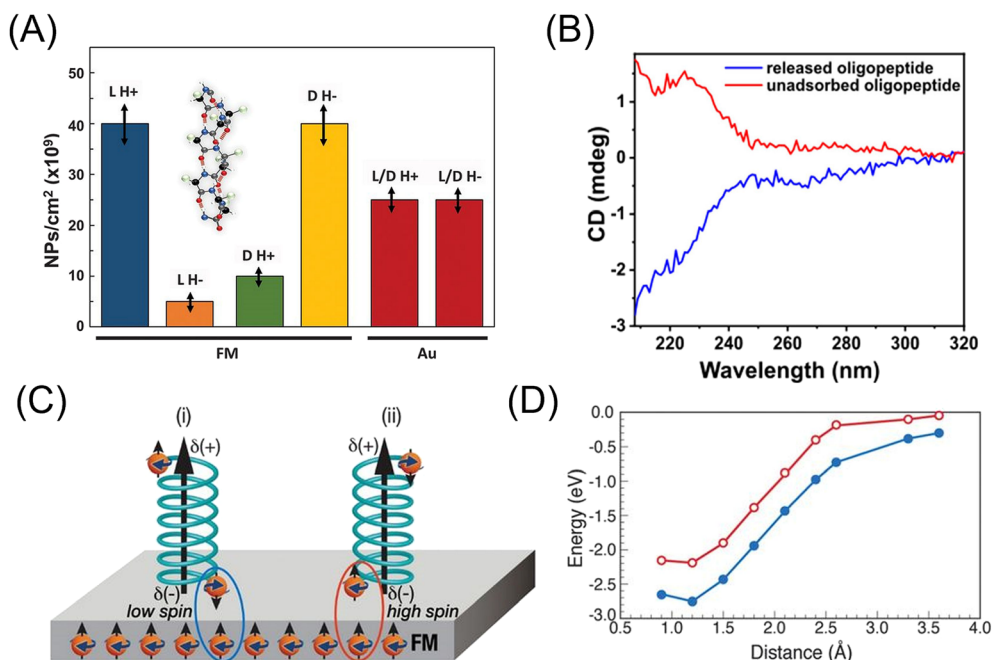 (A)
NPs/cm² (x10⁹)
50
40
30
20
10
0
L H+
L H-
D H+
D H-
L/D H+
L/D H-
FM
Au
(B)
CD (mdeg)
1
0
-1
-2
-3
released oligopeptide
unadsorbed oligopeptide
220
240
260
280
300
320
Wavelength (nm)
(C)
(i)
(ii)
δ(+)
δ(+)
δ(-)
δ(-)
low spin
high spin
FM
(D)
Energy (eV)
0.0
-0.5
-1.0
-1.5
-2.0
-2.5
-3.0
0.5
1.0
1.5
2.0
2.5
3.0
3.5
4.0
Distance (Å)